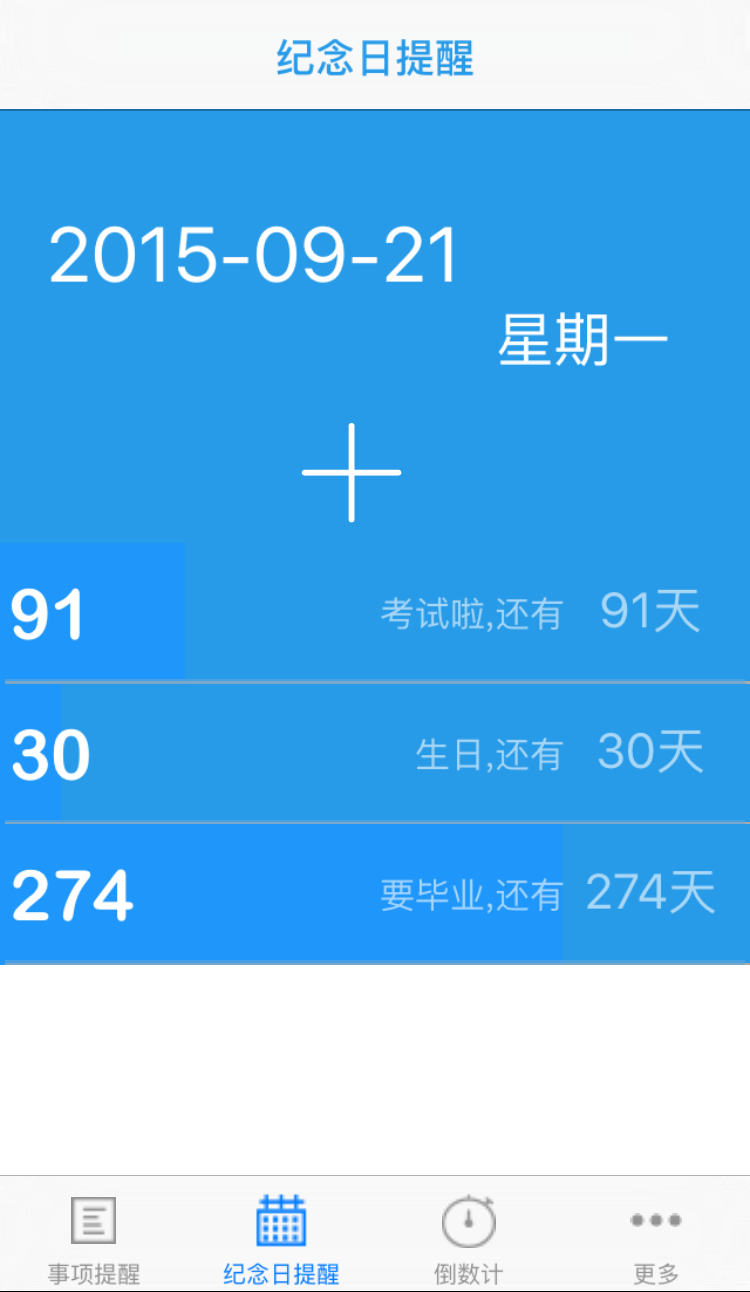 纪念日提醒
2015-09-21
星期一
91 考试啦,还有 91天
30 生日,还有 30天
274 要毕业,还有 274天
事项提醒 纪念日提醒 倒数计 更多